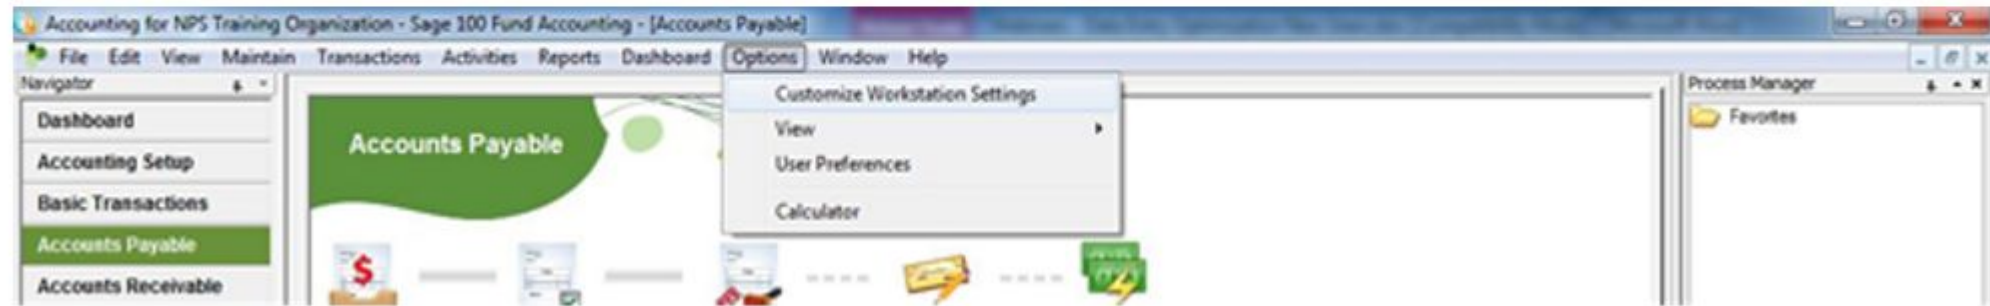 Accounting for NPS Training Organization - Sage 100 Fund Accounting - [Accounts Payable]
File Edit View Maintain Transactions Activities Reports Dashboard Options Window Help
Navigator
Process Manager
Customize Workstation Settings
View
User Preferences
Calculator
Dashboard
Accounting Setup
Basic Transactions
Accounts Payable
Accounts Receivable
Accounts Payable
Favorites